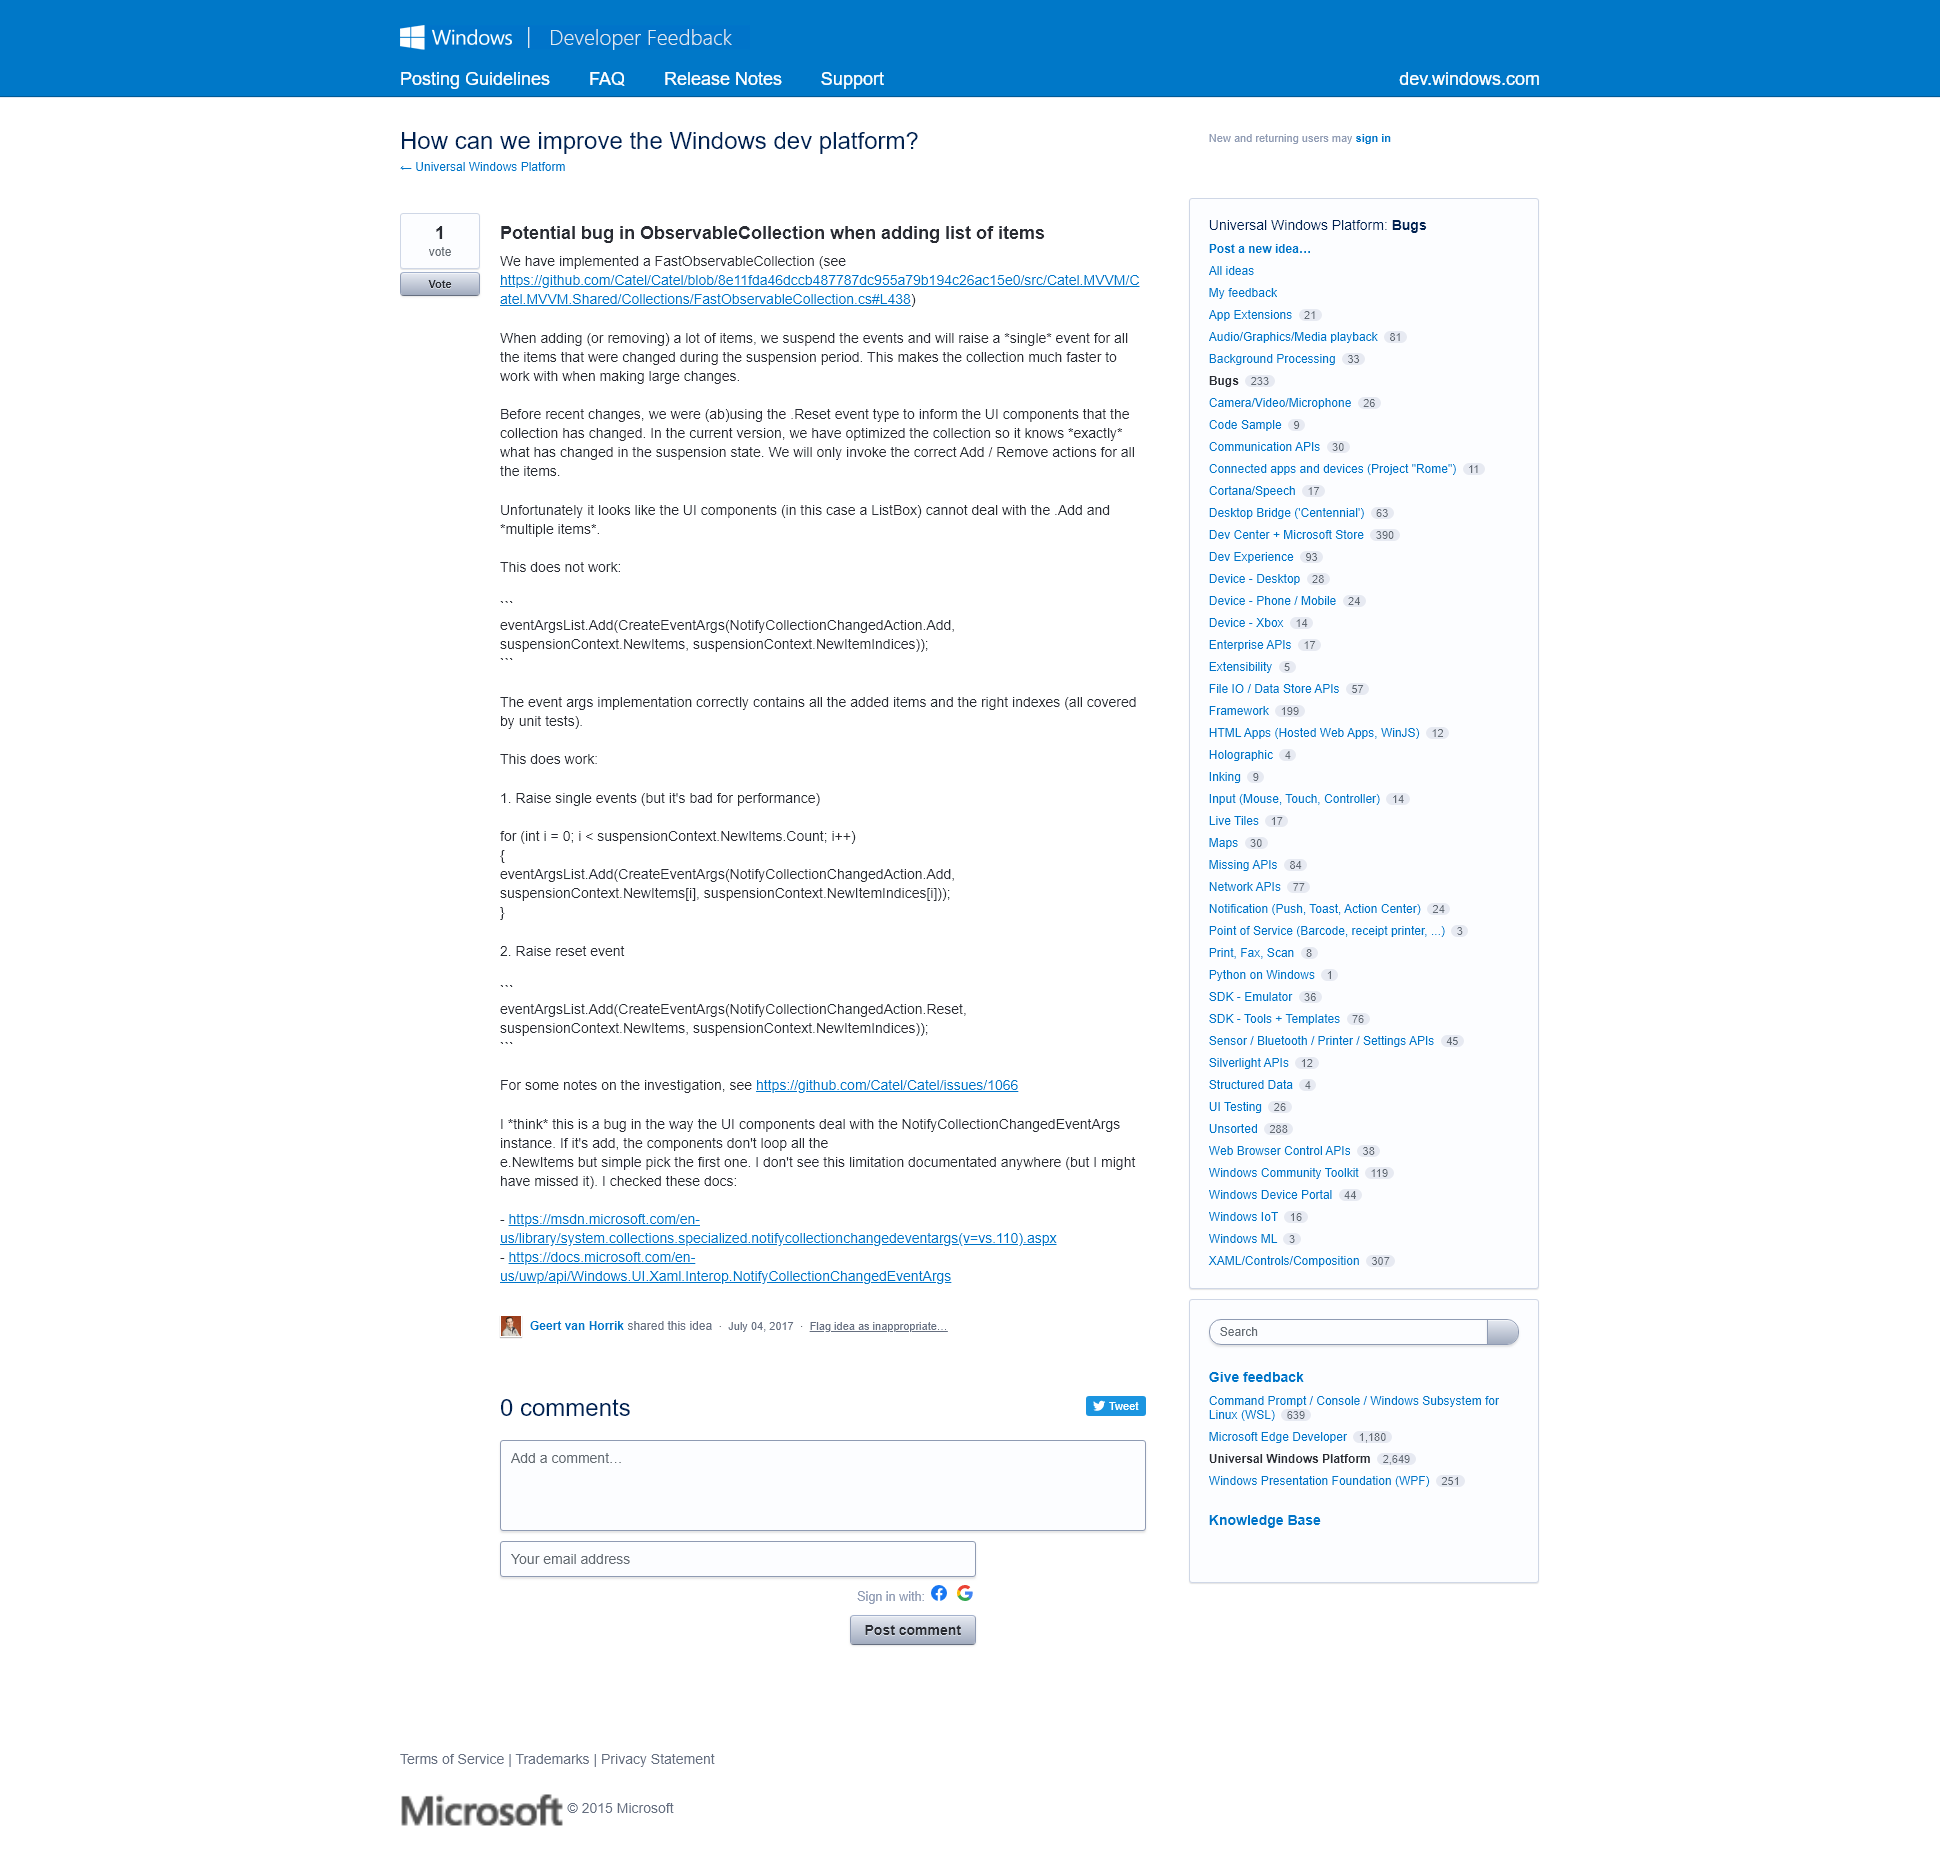 Windows | Developer Feedback
Posting Guidelines FAQ Release Notes Support dev.windows.com
How can we improve the Windows dev platform?
← Universal Windows Platform
New and returning users may sign in
1
vote
Vote
Potential bug in ObservableCollection when adding list of items
We have implemented a FastObservableCollection (see
https://github.com/Catel/Catel/blob/8e11fda46dccb487787dc955a79b194c26ac15e0/src/Catel.MVVM/C
atel.MVVM.Shared/Collections/FastObservableCollection.cs#L438)
When adding (or removing) a lot of items, we suspend the events and will raise a *single* event for all
the items that were changed during the suspension period. This makes the collection much faster to
work with when making large changes.
Before recent changes, we were (ab)using the .Reset event type to inform the UI components that the
collection has changed. In the current version, we have optimized the collection so it knows *exactly*
what has changed in the suspension state. We will only invoke the correct Add / Remove actions for all
the items.
Unfortunately it looks like the UI components (in this case a ListBox) cannot deal with the .Add and
*multiple items*.
This does not work:
```
eventArgsList.Add(CreateEventArgs(NotifyCollectionChangedAction.Add,
suspensionContext.NewItems, suspensionContext.NewItemIndices));
```
The event args implementation correctly contains all the added items and the right indexes (all covered
by unit tests).
This does work:
1. Raise single events (but it's bad for performance)
for (int i = 0; i < suspensionContext.NewItems.Count; i++)
{
eventArgsList.Add(CreateEventArgs(NotifyCollectionChangedAction.Add,
suspensionContext.NewItems[i], suspensionContext.NewItemIndices[i]));
}
2. Raise reset event
```
eventArgsList.Add(CreateEventArgs(NotifyCollectionChangedAction.Reset,
suspensionContext.NewItems, suspensionContext.NewItemIndices));
```
For some notes on the investigation, see https://github.com/Catel/Catel/issues/1066
I *think* this is a bug in the way the UI components deal with the NotifyCollectionChangedEventArgs
instance. If it's add, the components don't loop all the
e.NewItems but simple pick the first one. I don't see this limitation documentated anywhere (but I might
have missed it). I checked these docs:
- https://msdn.microsoft.com/en-
us/library/system.collections.specialized.notifycollectionchangedeventargs(v=vs.110).aspx
- https://docs.microsoft.com/en-
us/uwp/api/Windows.UI.Xaml.Interop.NotifyCollectionChangedEventArgs
Geert van Horrik shared this idea · July 04, 2017 · Flag idea as inappropriate…
0 comments
Tweet
Add a comment…
Your email address
Sign in with:
Post comment
Universal Windows Platform: Bugs
Post a new idea…
All ideas
My feedback
App Extensions 21
Audio/Graphics/Media playback 81
Background Processing 33
Bugs 233
Camera/Video/Microphone 26
Code Sample 9
Communication APIs 30
Connected apps and devices (Project "Rome") 11
Cortana/Speech 17
Desktop Bridge ('Centennial') 63
Dev Center + Microsoft Store 390
Dev Experience 93
Device - Desktop 28
Device - Phone / Mobile 24
Device - Xbox 14
Enterprise APIs 17
Extensibility 5
File IO / Data Store APIs 57
Framework 199
HTML Apps (Hosted Web Apps, WinJS) 12
Holographic 4
Inking 9
Input (Mouse, Touch, Controller) 14
Live Tiles 17
Maps 30
Missing APIs 84
Network APIs 77
Notification (Push, Toast, Action Center) 24
Point of Service (Barcode, receipt printer, ...) 3
Print, Fax, Scan 8
Python on Windows 1
SDK - Emulator 36
SDK - Tools + Templates 76
Sensor / Bluetooth / Printer / Settings APIs 45
Silverlight APIs 12
Structured Data 4
UI Testing 26
Unsorted 288
Web Browser Control APIs 38
Windows Community Toolkit 119
Windows Device Portal 44
Windows IoT 16
Windows ML 3
XAML/Controls/Composition 307
Search
Give feedback
Command Prompt / Console / Windows Subsystem for
Linux (WSL) 639
Microsoft Edge Developer 1,180
Universal Windows Platform 2,649
Windows Presentation Foundation (WPF) 251
Knowledge Base
Terms of Service | Trademarks | Privacy Statement
Microsoft © 2015 Microsoft